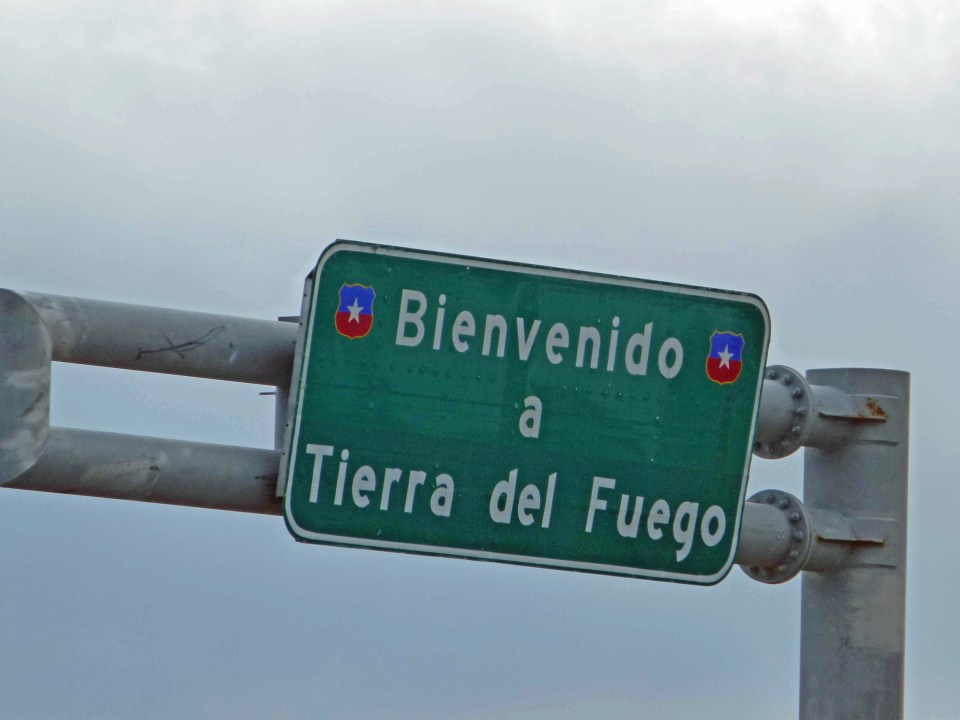 Bienvenido
a
Tierra del Fuego